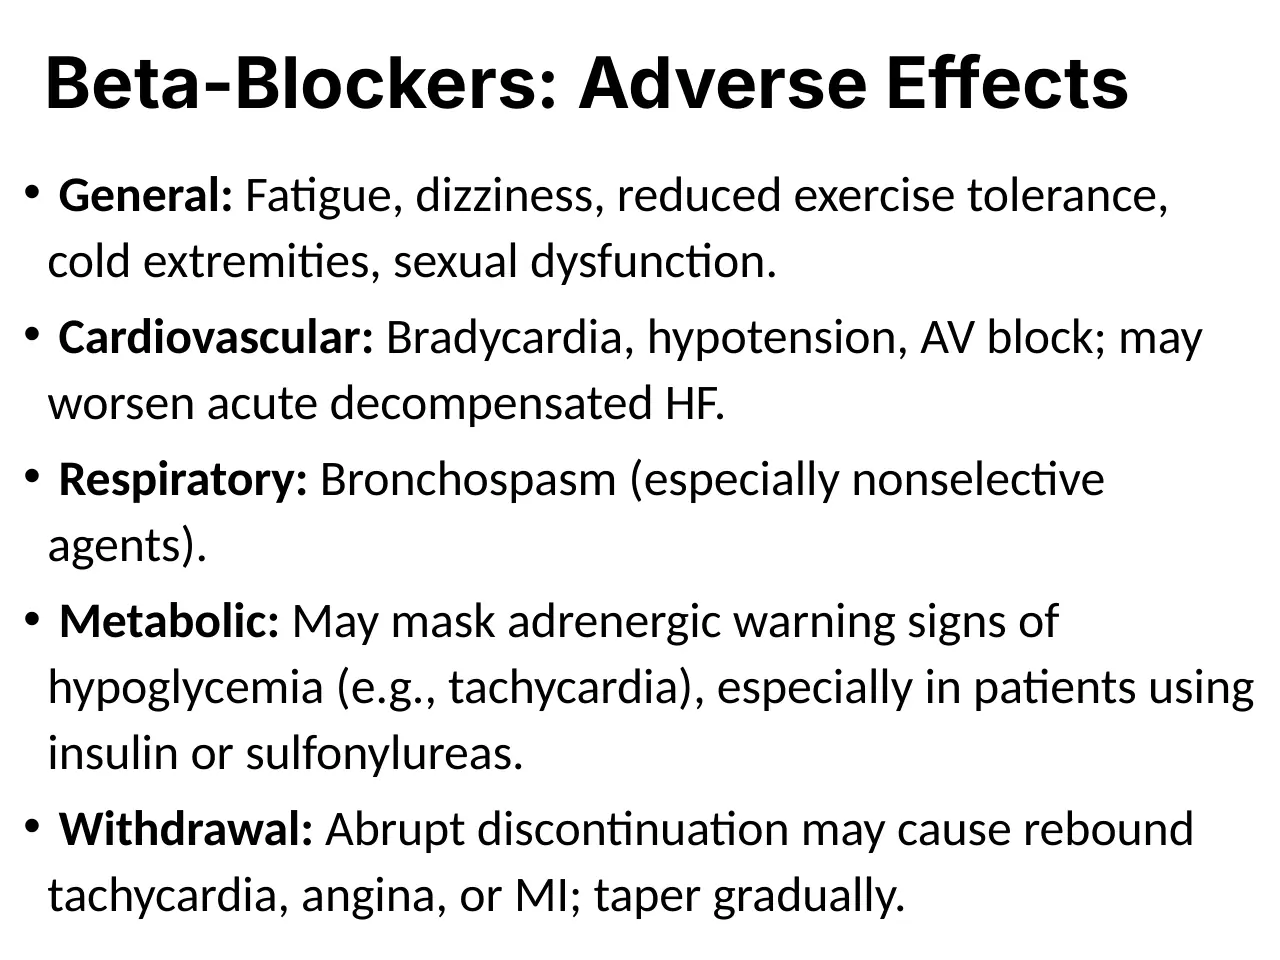 Beta-Blockers: Adverse Effects
• General: Fatigue, dizziness, reduced exercise tolerance,
cold extremities, sexual dysfunction.
• Cardiovascular: Bradycardia, hypotension, AV block; may
worsen acute decompensated HF.
• Respiratory: Bronchospasm (especially nonselective
agents).
• Metabolic: May mask adrenergic warning signs of
hypoglycemia (e.g., tachycardia), especially in patients using
insulin or sulfonylureas.
• Withdrawal: Abrupt discontinuation may cause rebound
tachycardia, angina, or MI; taper gradually.